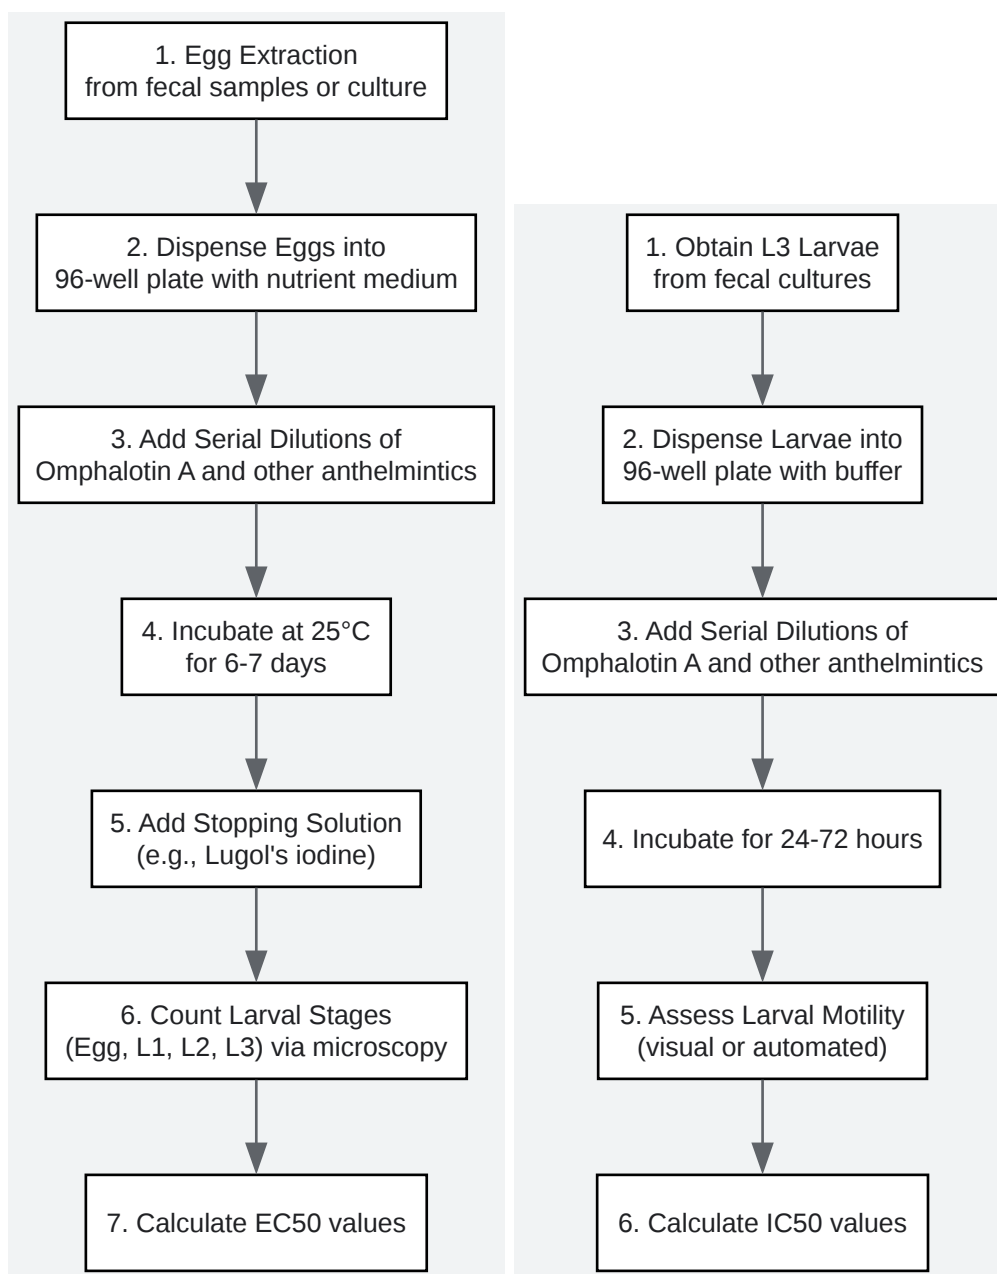 1. Egg Extraction
from fecal samples or culture
2. Dispense Eggs into
96-well plate with nutrient medium
3. Add Serial Dilutions of
Omphalotin A and other anthelmintics
4. Incubate at 25°C
for 6-7 days
5. Add Stopping Solution
(e.g., Lugol's iodine)
6. Count Larval Stages
(Egg, L1, L2, L3) via microscopy
7. Calculate EC50 values
1. Obtain L3 Larvae
from fecal cultures
2. Dispense Larvae into
96-well plate with buffer
3. Add Serial Dilutions of
Omphalotin A and other anthelmintics
4. Incubate for 24-72 hours
5. Assess Larval Motility
(visual or automated)
6. Calculate IC50 values